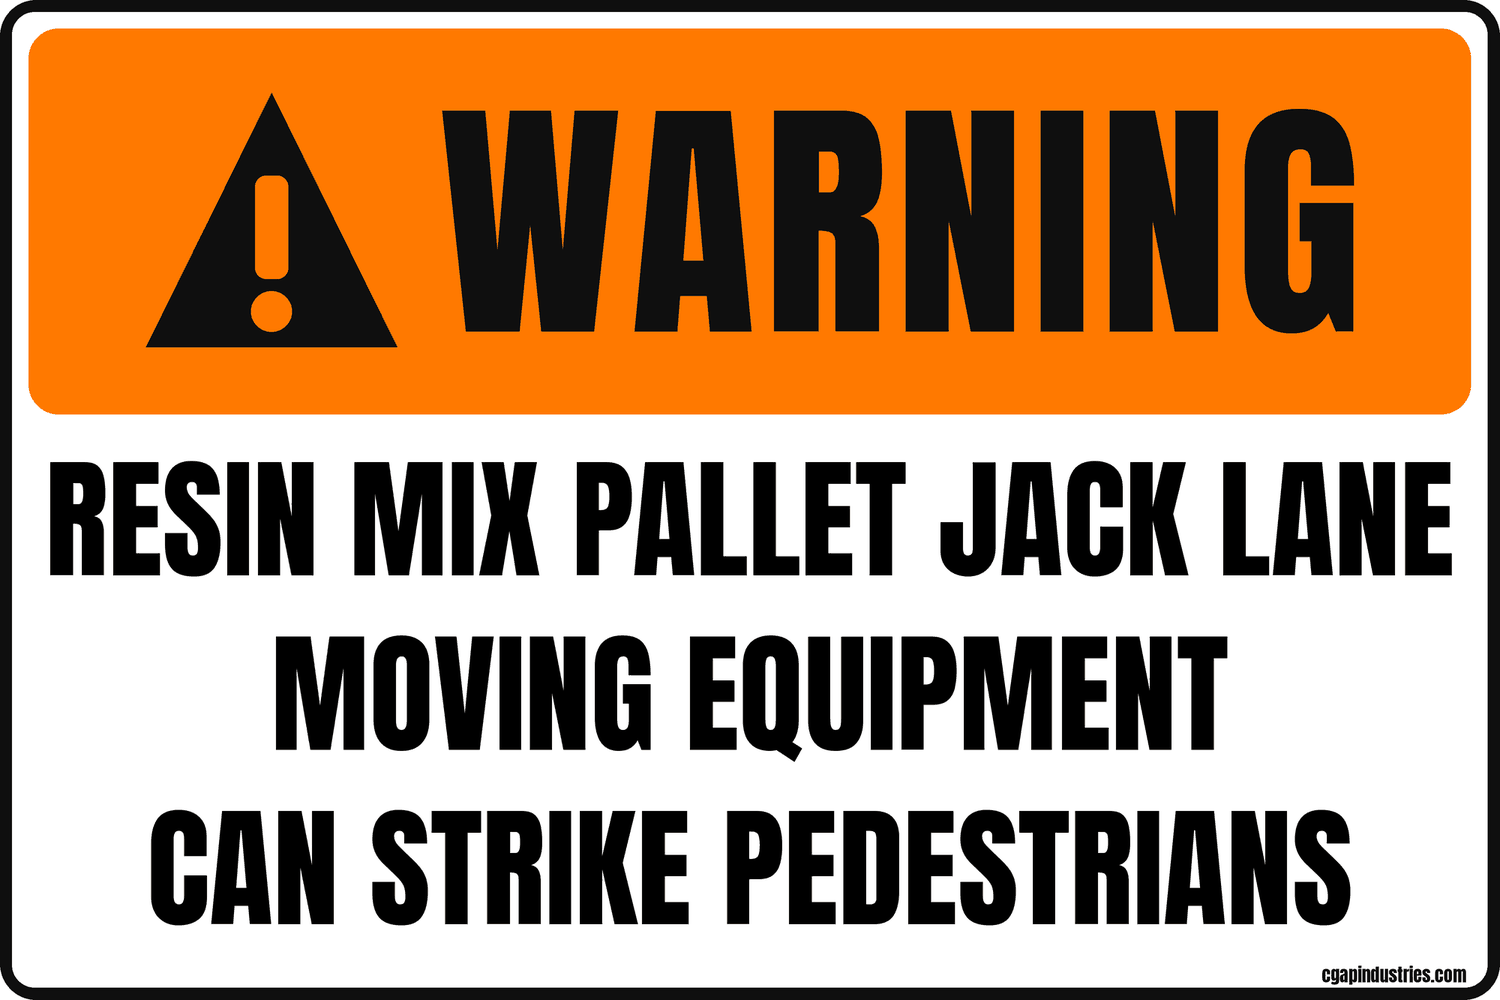 WARNING
RESIN MIX PALLET JACK LANE
MOVING EQUIPMENT
CAN STRIKE PEDESTRIANS
cgapindustries.com